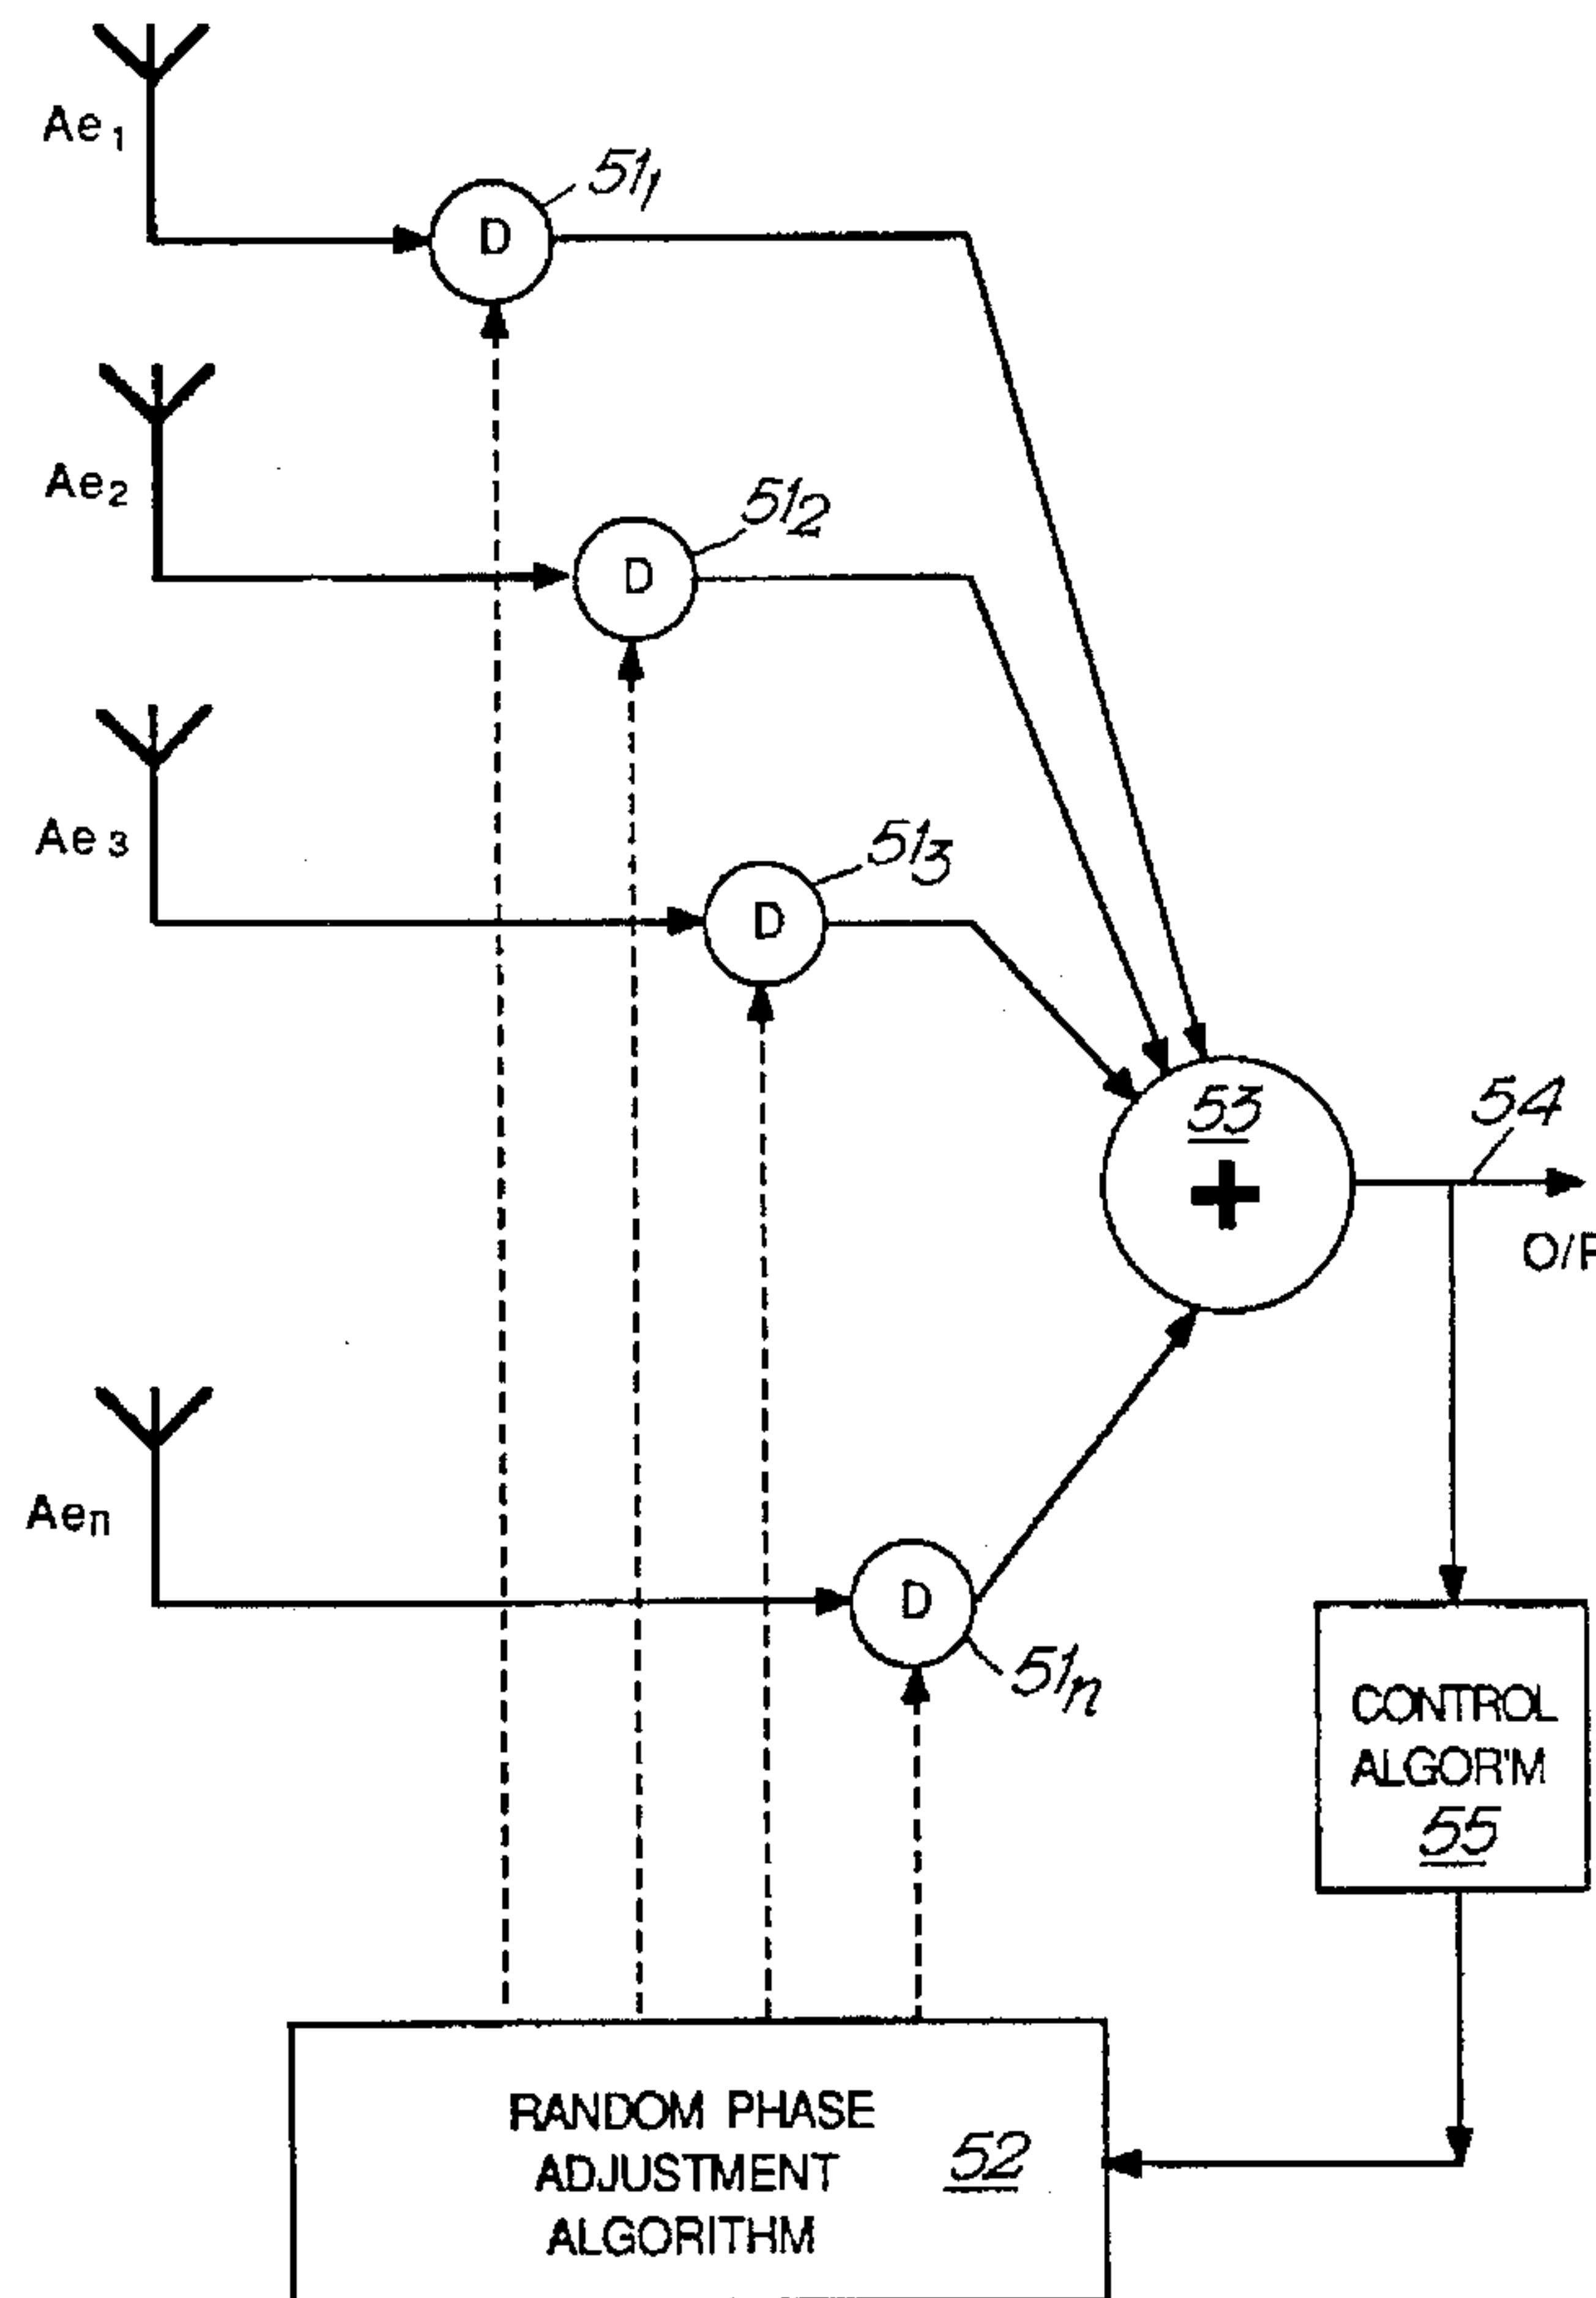 Ae1
D
511
Ae2
D
512
Ae3
D
513
53
+
54
O/P
Aen
D
51n
CONTROL
ALGOR'M
55
RANDOM PHASE
ADJUSTMENT
ALGORITHM
52